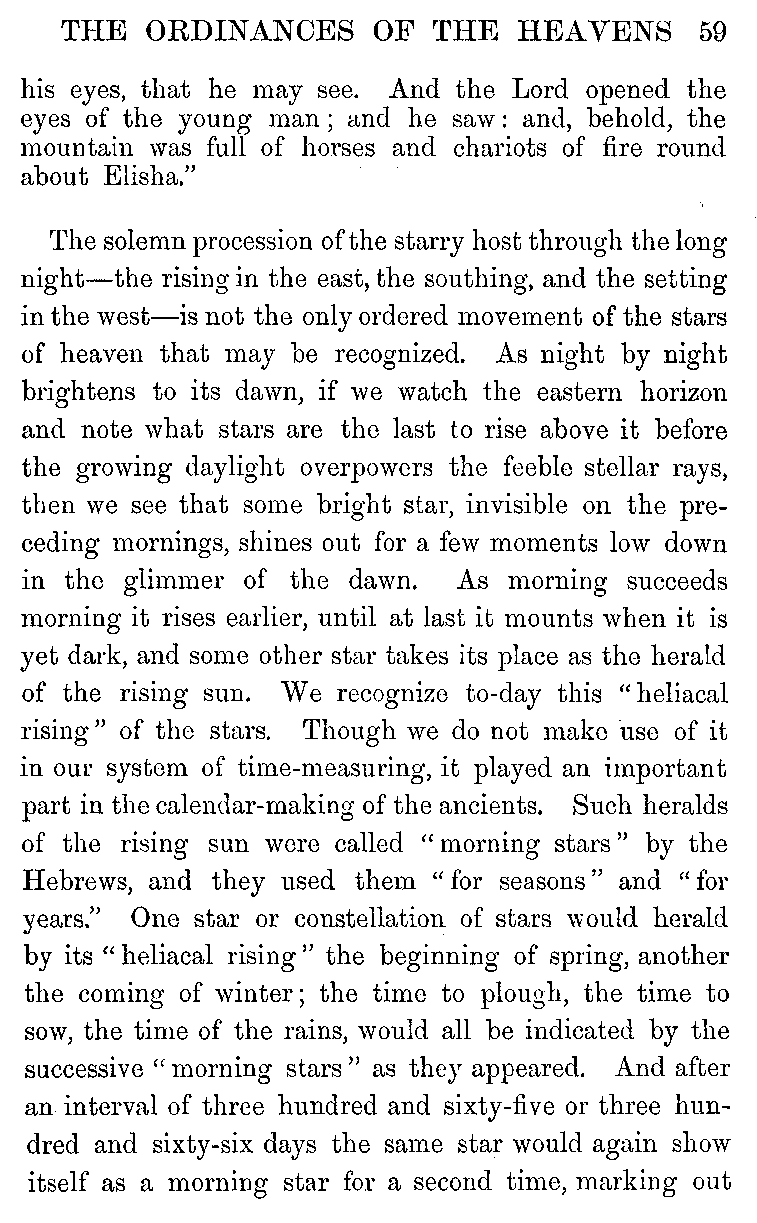 THE ORDINANCES OF THE HEAVENS 59
his eyes, that he may see. And the Lord opened the
eyes of the young man; and he saw: and, behold, the
mountain was full of horses and chariots of fire round
about Elisha."
The solemn procession of the starry host through the long
night—the rising in the east, the southing, and the setting
in the west—is not the only ordered movement of the stars
of heaven that may be recognized. As night by night
brightens to its dawn, if we watch the eastern horizon
and note what stars are the last to rise above it before
the growing daylight overpowers the feeble stellar rays,
then we see that some bright star, invisible on the pre-
ceding mornings, shines out for a few moments low down
in the glimmer of the dawn. As morning succeeds
morning it rises earlier, until at last it mounts when it is
yet dark, and some other star takes its place as the herald
of the rising sun. We recognize to-day this "heliacal
rising" of the stars. Though we do not make use of it
in our system of time-measuring, it played an important
part in the calendar-making of the ancients. Such heralds
of the rising sun were called "morning stars" by the
Hebrews, and they used them "for seasons" and "for
years." One star or constellation of stars would herald
by its "heliacal rising" the beginning of spring, another
the coming of winter; the time to plough, the time to
sow, the time of the rains, would all be indicated by the
successive "morning stars" as they appeared. And after
an interval of three hundred and sixty-five or three hun-
dred and sixty-six days the same star would again show
itself as a morning star for a second time, marking out